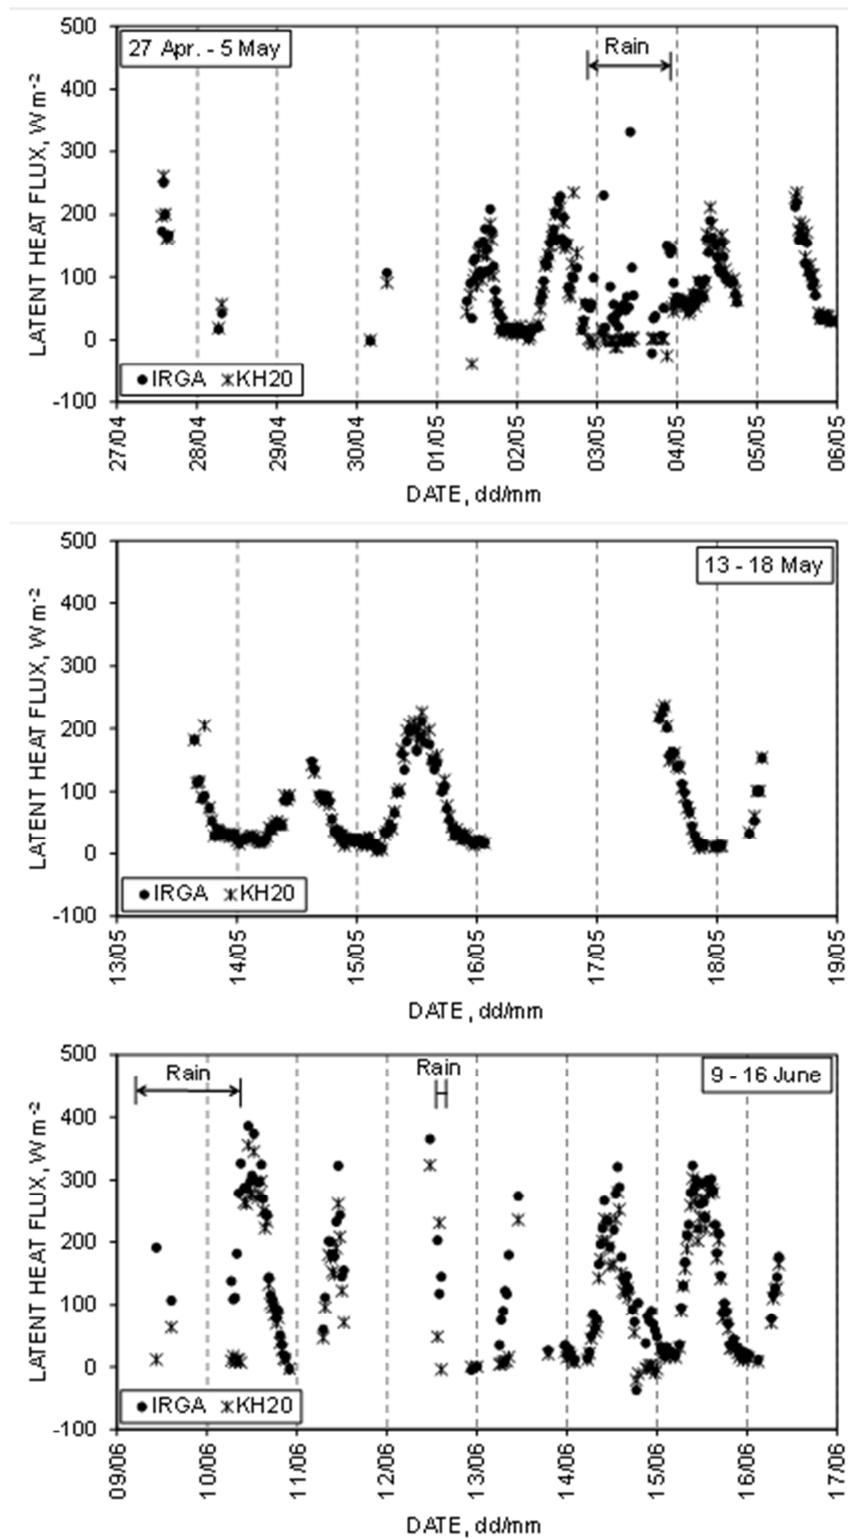 27 Apr. - 5 May
Rain
LATENT HEAT FLUX, Wm-2
500
400
300
200
100
0
-100
IRGA KH20
27/04 28/04 29/04 30/04 01/05 02/05 03/05 04/05 05/05 06/05
DATE, dd/mm
13 - 18 May
LATENT HEAT FLUX, Wm-2
500
400
300
200
100
0
-100
IRGA KH20
13/05 14/05 15/05 16/05 17/05 18/05 19/05
DATE, dd/mm
9 - 16 June
Rain
Rain
LATENT HEAT FLUX, Wm-2
500
400
300
200
100
0
-100
IRGA KH20
09/06 10/06 11/06 12/06 13/06 14/06 15/06 16/06 17/06
DATE, dd/mm